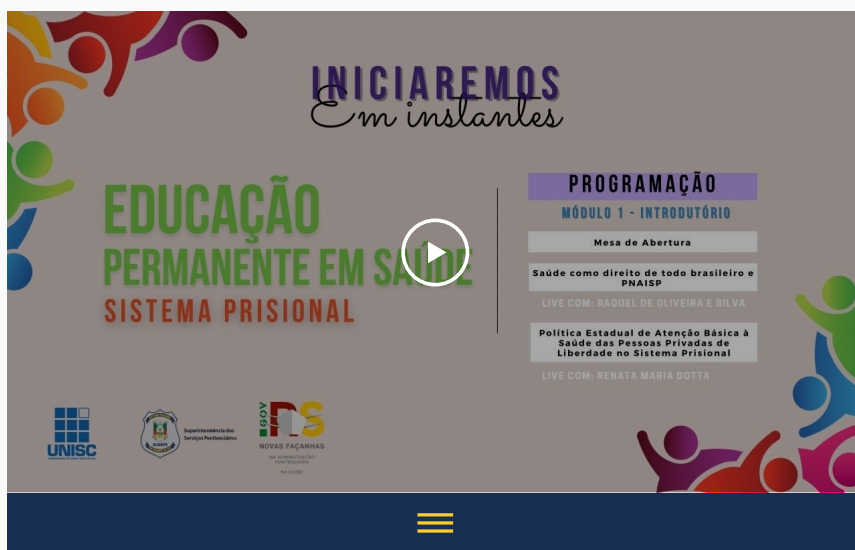 INICIAREMOS
Em instantes
EDUCAÇÃO
PERMANENTE EM SAÚDE
SISTEMA PRISIONAL
PROGRAMAÇÃO
MÓDULO 1 - INTRODUTÓRIO
Mesa de Abertura
Saúde como direito de todo brasileiro e
PNAISP
LIVE COM: RAQUEL DE OLIVEIRA E SILVA
Política Estadual de Atenção Básica à
Saúde das Pessoas Privadas de
Liberdade no Sistema Prisional
LIVE COM: RENATA MARIA DOTTA
UNISC
SUSEPE
Superintendência dos
Serviços Penitenciários
GOV
RS
NOVAS FAÇANHAS
NA ADMINISTRAÇÃO
PENITENCIÁRIA
NA SAÚDE